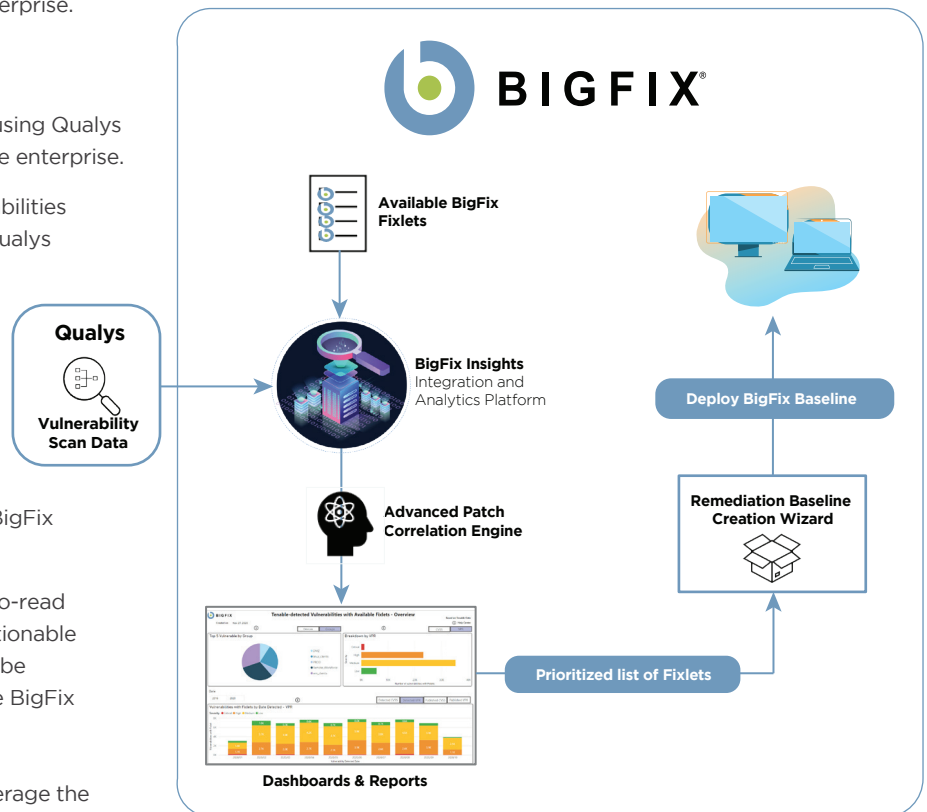 erprise.
using Qualys
e enterprise.
bilities
ualys
BigFix
o-read
tionable
be
e BigFix
erage the
BIGFIX®
Available BigFix
Fixlets
Qualys
Vulnerability
Scan Data
BigFix Insights
Integration and
Analytics Platform
Advanced Patch
Correlation Engine
BIGFIX
Tenable-detected Vulnerabilities with Available Fixlets - Overview
Top 5 Vulnerable by Group
Breakdown by VPR
Vulnerabilities with Fixlets by Date Detected - VPR
Dashboards & Reports
Prioritized list of Fixlets
Remediation Baseline
Creation Wizard
Deploy BigFix Baseline